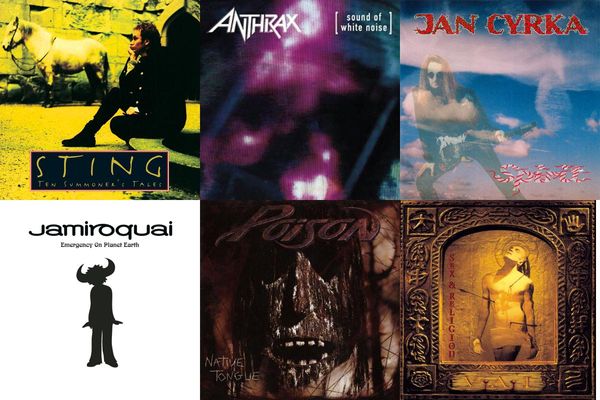 STING
TEN SUMMONER'S TALES
ANTHRAX
[ sound of
white noise ]
JAN CYRKA
Jamiroquai
Emergency On Planet Earth
POISON
NATIVE
TONGUE
SEX & RELIGION
VAI